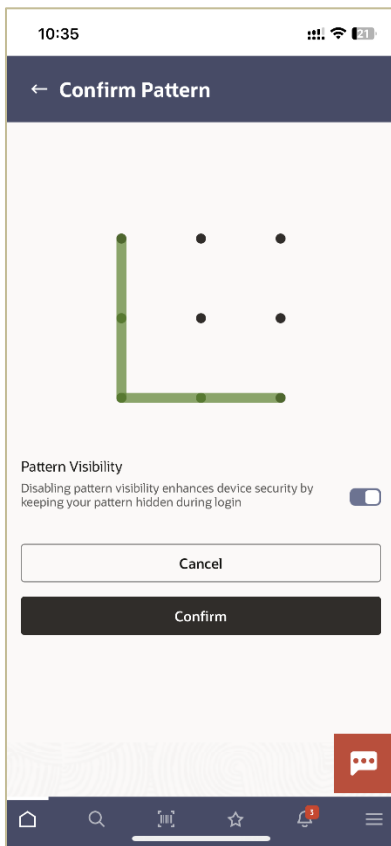 10:35
21
Confirm Pattern
Pattern Visibility
Disabling pattern visibility enhances device security by
keeping your pattern hidden during login
Cancel
Confirm
3